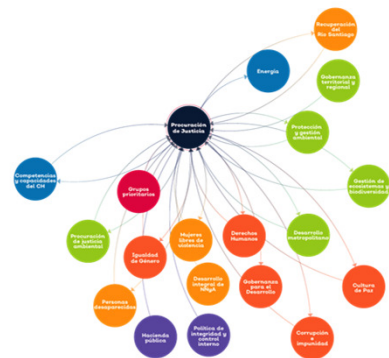 Recuperación del
Río Santiago
Energía
Gobernanza
territorial y
regional
Procuración
de Justicia
Protección
y gestión
ambiental
Competencias
y capacidades
del CH
Grupos
prioritarios
Gestión de
ecosistemas y
biodiversidad
Procuración
de justicia
ambiental
Mujeres
libres de
violencia
Derechos
Humanos
Desarrollo
metropolitano
Igualdad
de Género
Desarrollo
integral de
NNyA
Gobernanza
para el
Desarrollo
Cultura
de Paz
Personas
desaparecidas
Hacienda
pública
Política de
integridad y
control
interno
Corrupción
e
impunidad